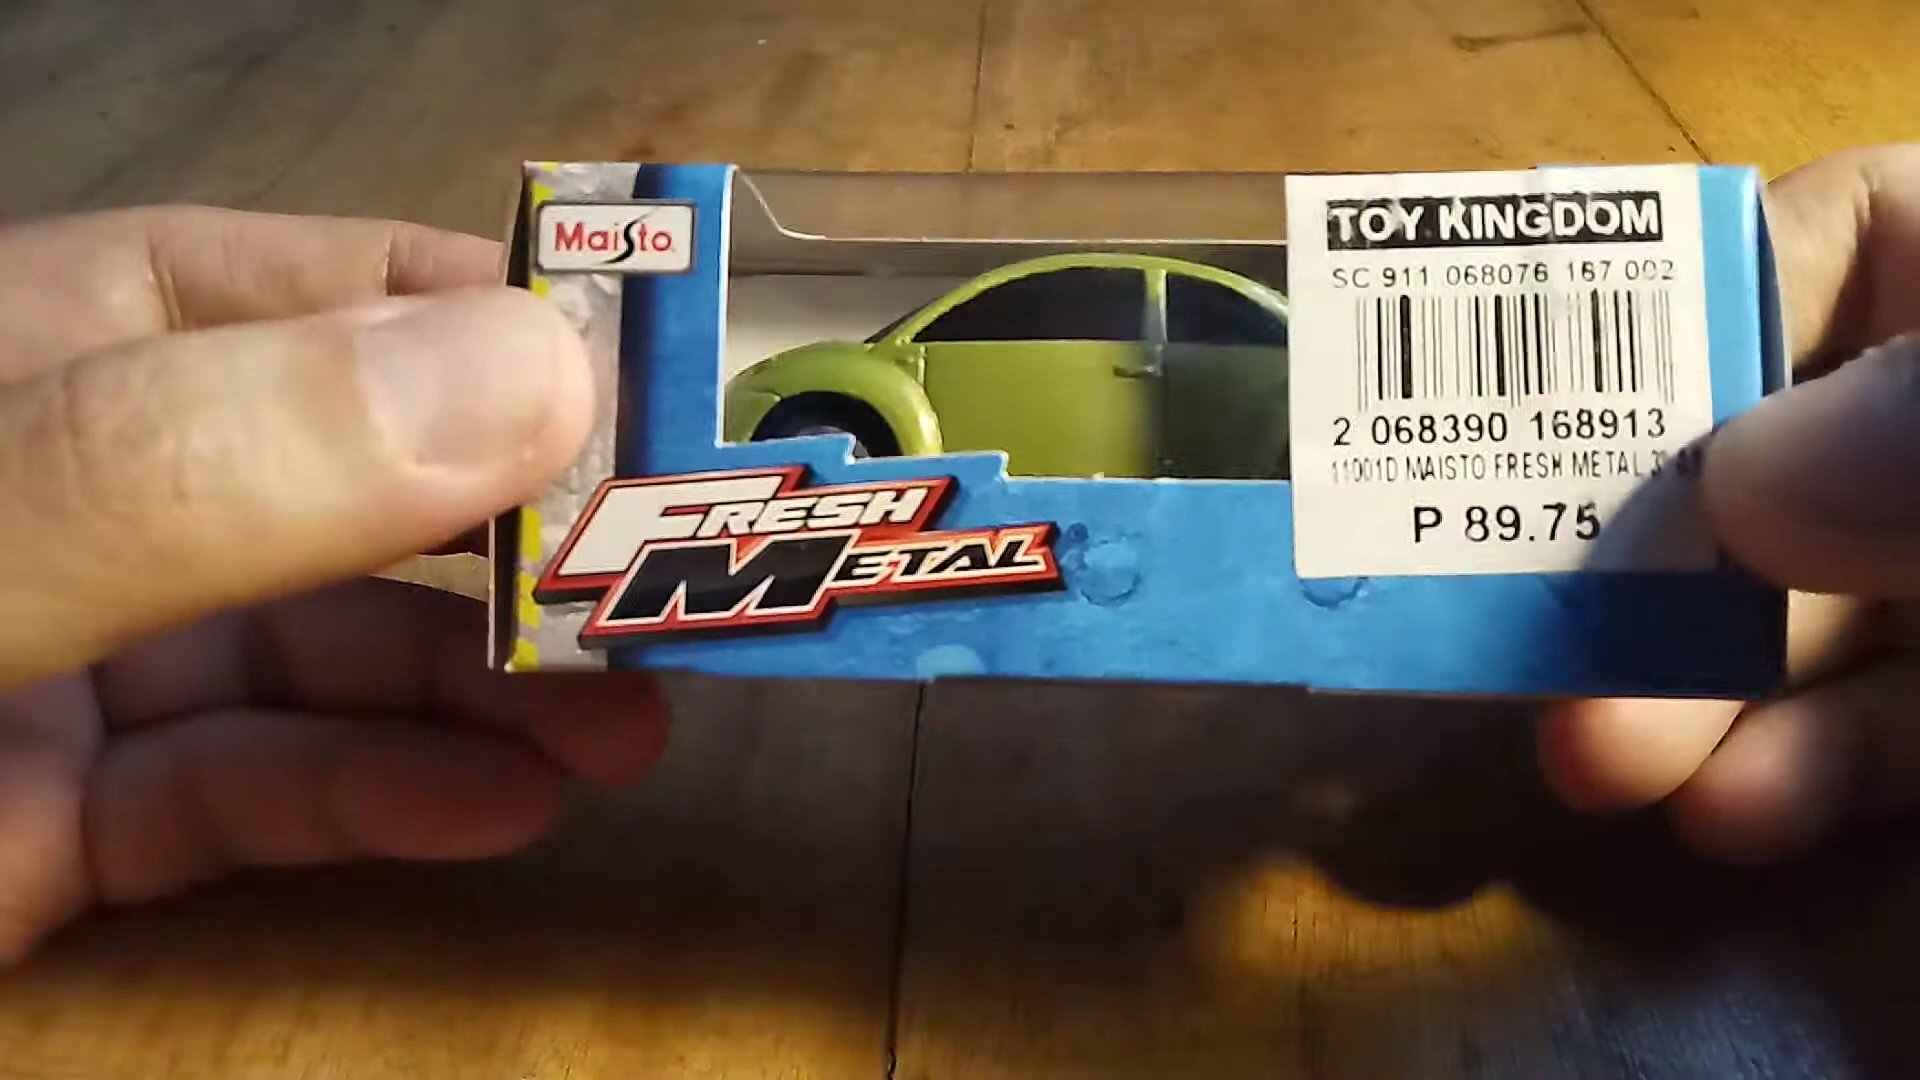 Maisto
FRESH
METAL
TOY KINGDOM
SC 911 068076 167 002
2 068390 168913
11001D MAISTO FRESH METAL
P 89.75